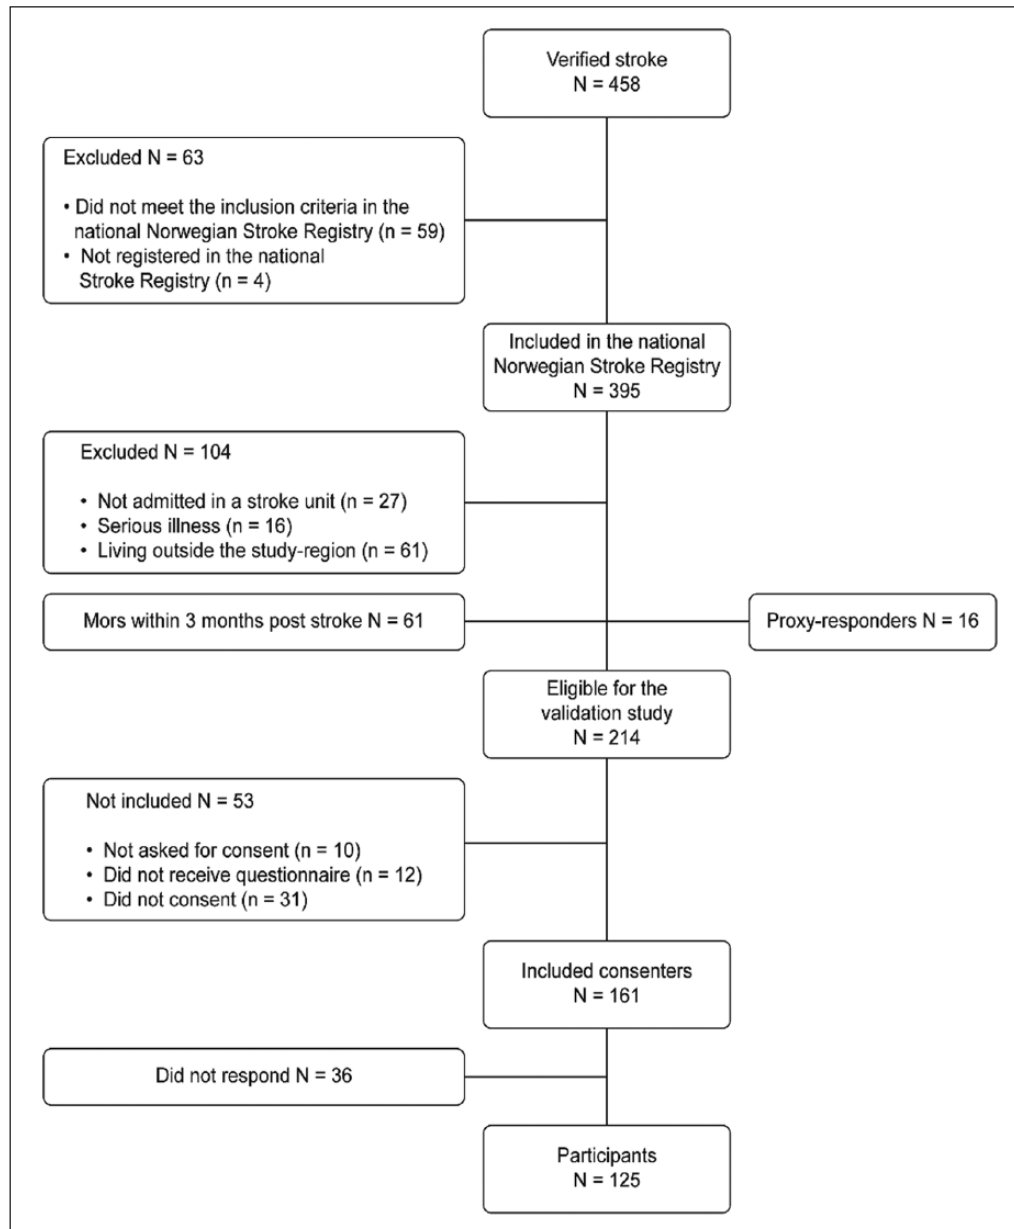 Verified stroke
N = 458
Excluded N = 63
• Did not meet the inclusion criteria in the
national Norwegian Stroke Registry (n = 59)
• Not registered in the national
Stroke Registry (n = 4)
Included in the national
Norwegian Stroke Registry
N = 395
Excluded N = 104
• Not admitted in a stroke unit (n = 27)
• Serious illness (n = 16)
• Living outside the study-region (n = 61)
Mors within 3 months post stroke N = 61
Proxy-responders N = 16
Eligible for the
validation study
N = 214
Not included N = 53
• Not asked for consent (n = 10)
• Did not receive questionnaire (n = 12)
• Did not consent (n = 31)
Included consenters
N = 161
Did not respond N = 36
Participants
N = 125